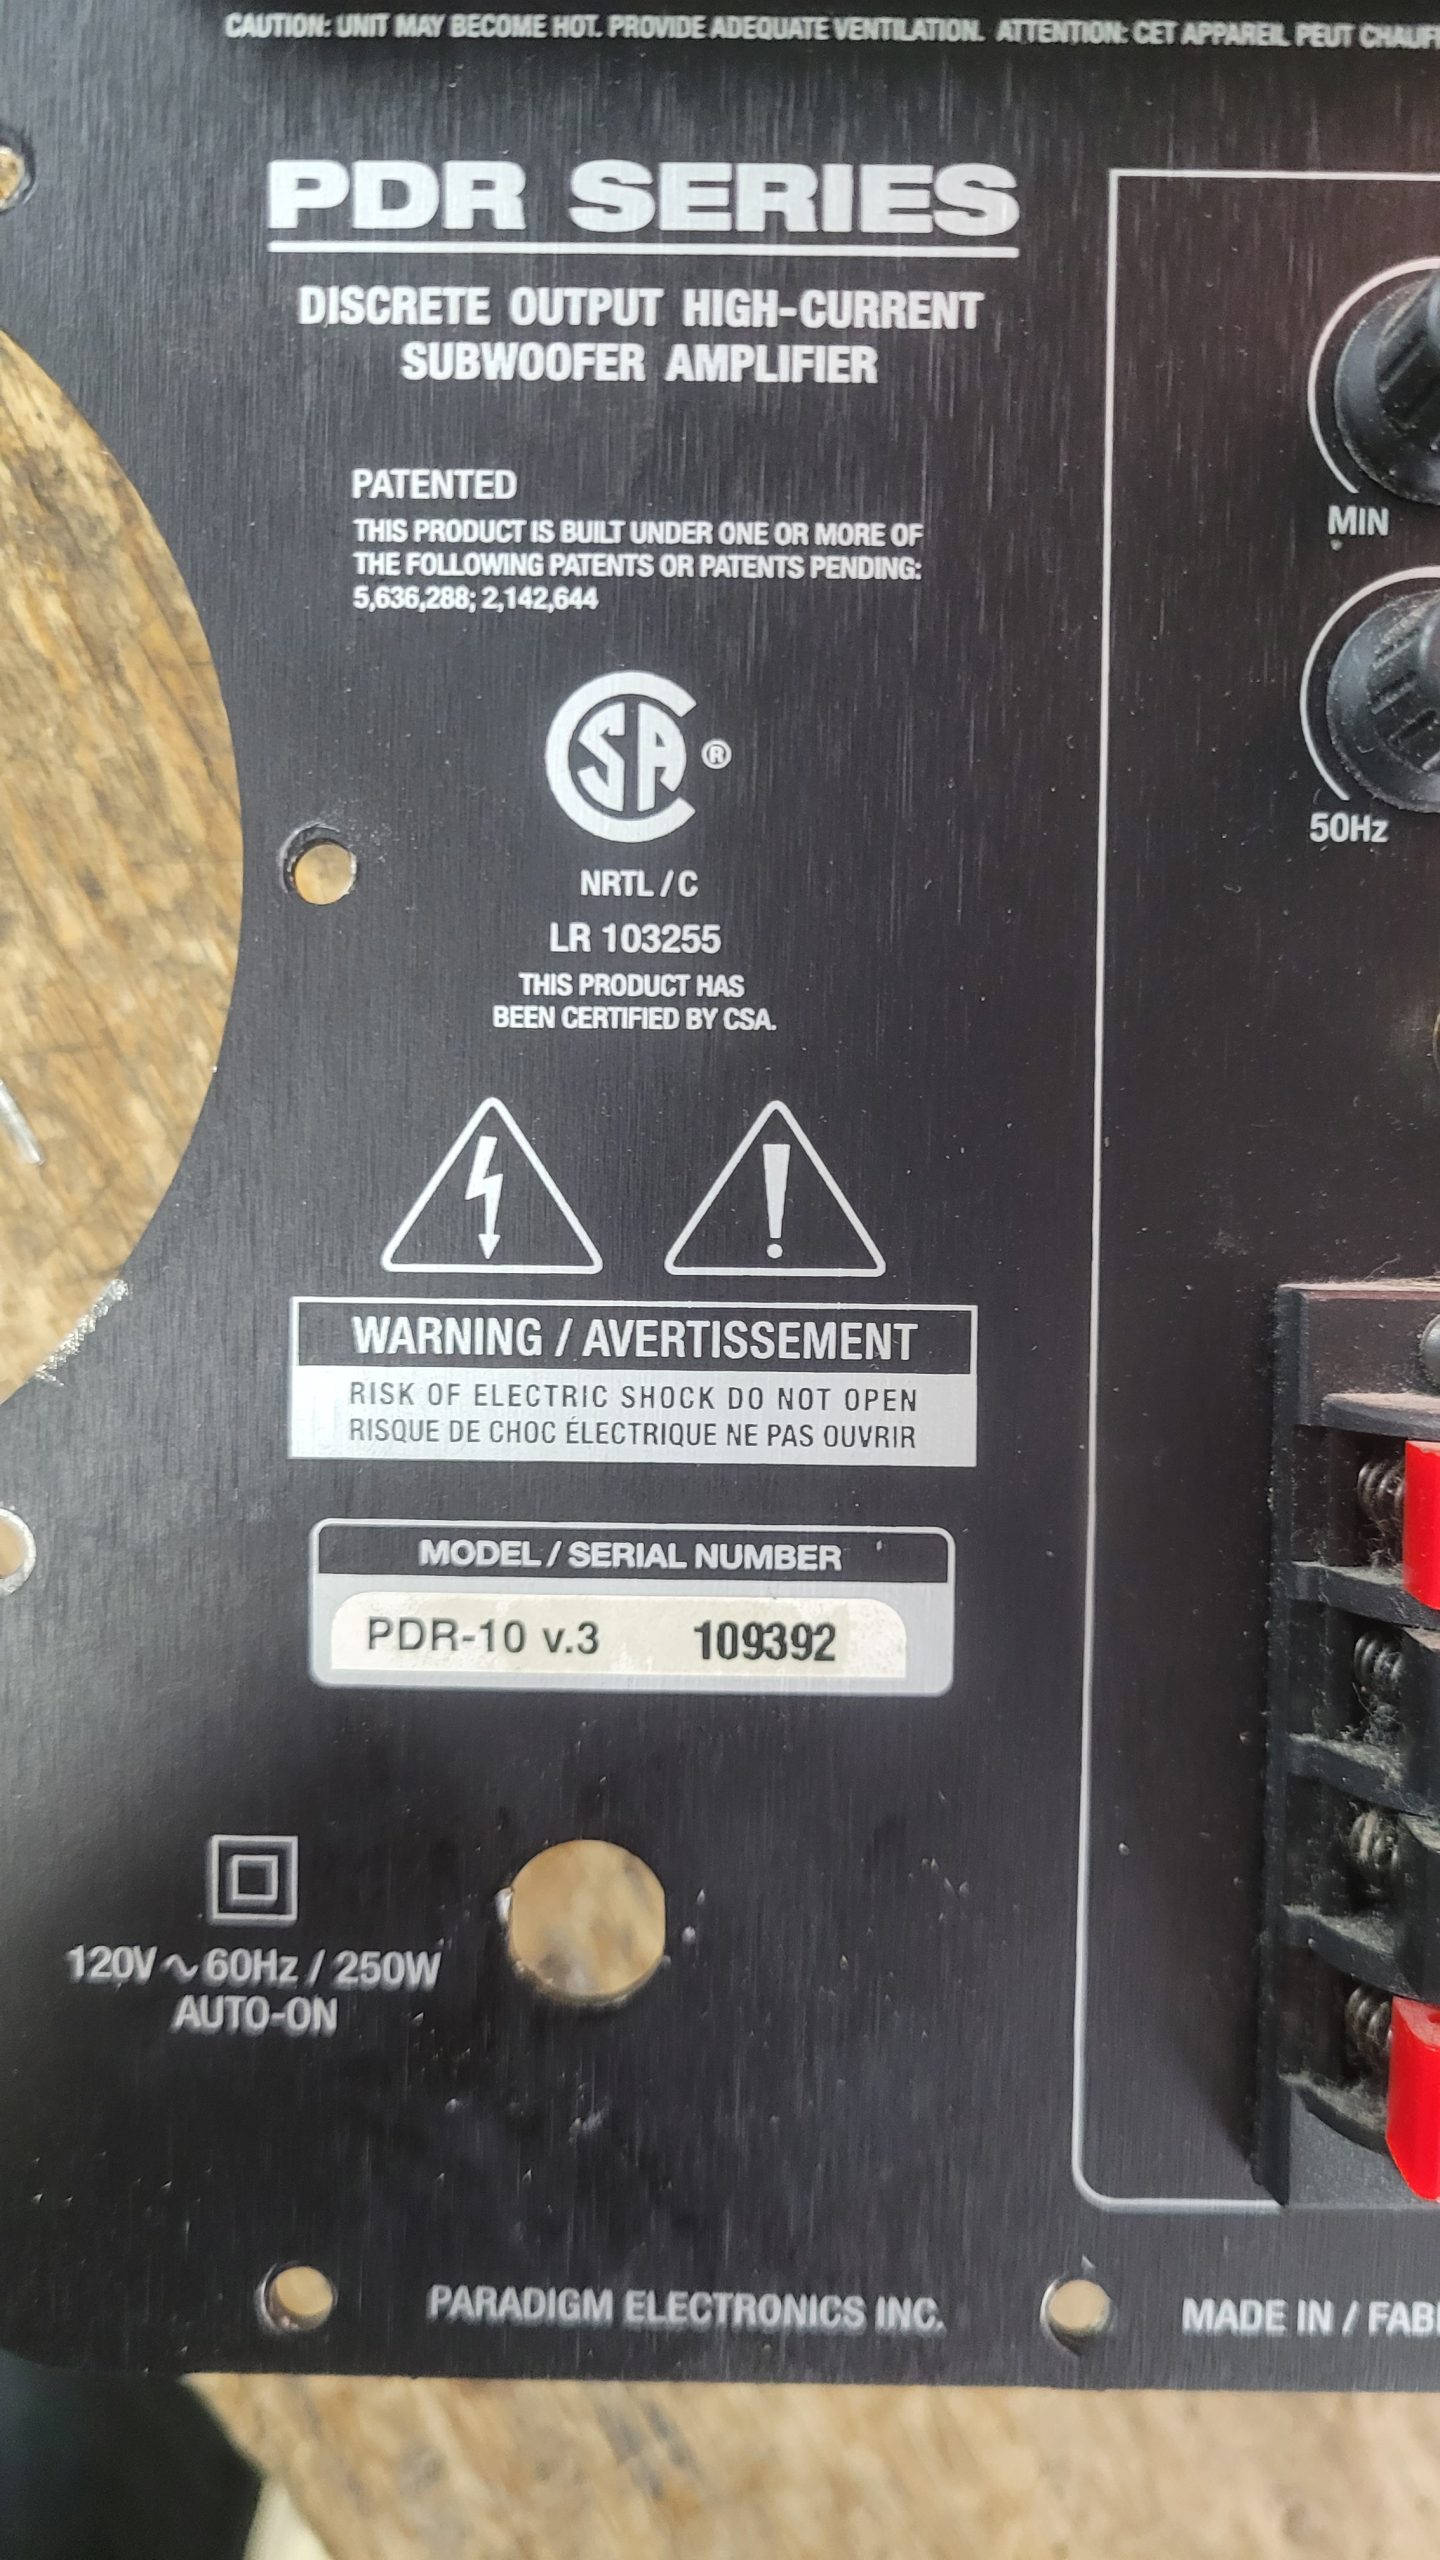 CAUTION: UNIT MAY BECOME HOT. PROVIDE ADEQUATE VENTILATION. ATTENTION: CET APPAREIL PEUT
PDR SERIES
DISCRETE OUTPUT HIGH-CURRENT
SUBWOOFER AMPLIFIER
PATENTED
THIS PRODUCT IS BUILT UNDER ONE OR MORE OF
THE FOLLOWING PATENTS OR PATENTS PENDING:
5,636,288; 2,142,644
CSA ®
NRTL / C
LR 103255
THIS PRODUCT HAS
BEEN CERTIFIED BY CSA.
WARNING / AVERTISSEMENT
RISK OF ELECTRIC SHOCK DO NOT OPEN
RISQUE DE CHOC ÉLECTRIQUE NE PAS OUVRIR
MODEL / SERIAL NUMBER
PDR-10 v.3 109392
120V ~ 60Hz / 250W
AUTO-ON
PARADIGM ELECTRONICS INC.
MADE IN /
MIN
50Hz